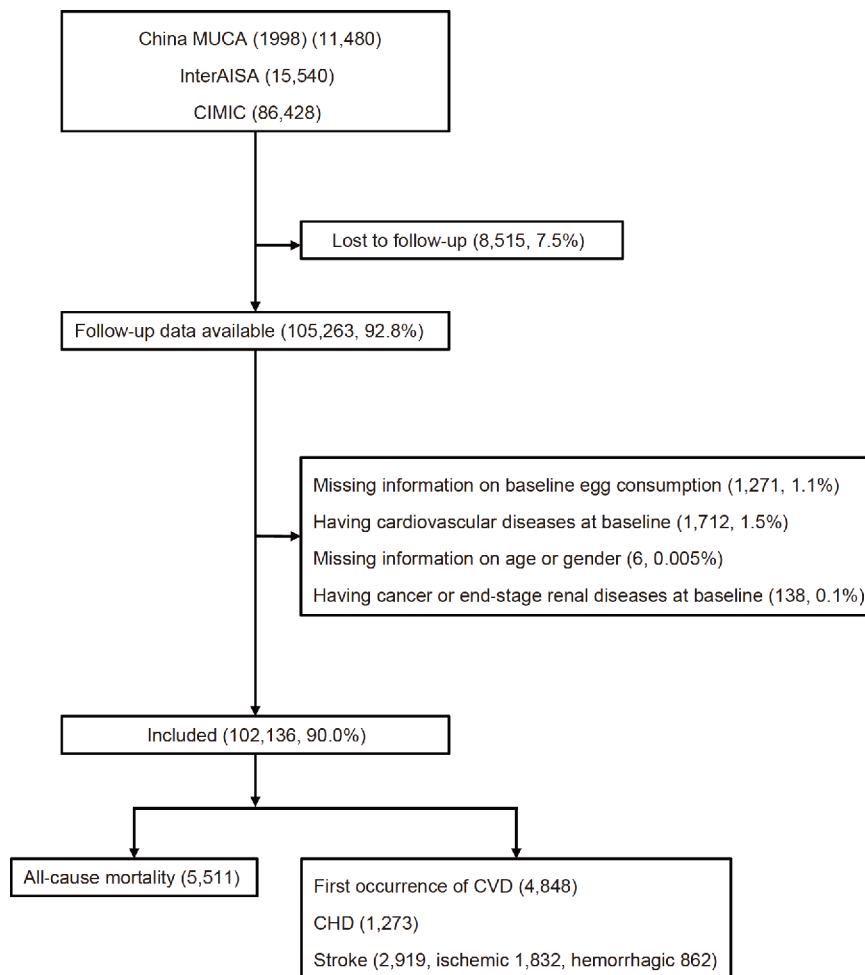 China MUCA (1998) (11,480)
InterAISA (15,540)
CIMIC (86,428)
Lost to follow-up (8,515, 7.5%)
Follow-up data available (105,263, 92.8%)
Missing information on baseline egg consumption (1,271, 1.1%)
Having cardiovascular diseases at baseline (1,712, 1.5%)
Missing information on age or gender (6, 0.005%)
Having cancer or end-stage renal diseases at baseline (138, 0.1%)
Included (102,136, 90.0%)
All-cause mortality (5,511)
First occurrence of CVD (4,848)
CHD (1,273)
Stroke (2,919, ischemic 1,832, hemorrhagic 862)